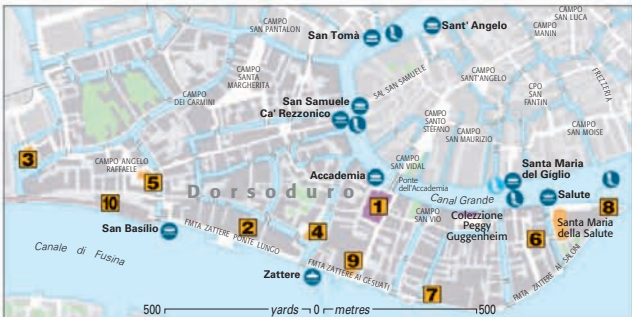 CAMPO
SAN PANTALON
San Tomà
Sant' Angelo
CAMPO
SAN LUCA
CAMPO
MANIN
CAMPO
SANTA
MARGHERITA
CAMPO
DEI CARMINI
SAL SAN SAMUELE
CAMPO
SANT'ANGELO
CPO
SAN
FANTIN
FREZZERIA
San Samuele
Ca' Rezzonico
CAMPO
SANTO
STÉFANO
CAMPO
SAN MAURIZIO
CAMPO
SAN MOISE
3
CAMPO ANGELO
RAFFAELE
5
Accademia
CAMPO
SAN VIDAL
Ponte
dell'Accademia
Santa Maria
del Giglio
Canal Grande
Salute
Dorsoduro
10
1
8
CAMPO
SAN VIO
Colezzione
Peggy
Guggenheim
Santa Maria
della Salute
San Basilio
2
4
6
FMTA ZATTERE PONTE LUNGO
Canale di Fusina
9
FMTA ZATTERE AI GESUATI
FMTA ZATTERE AI SALONI
Zattere
7
500 yards 0 metres 500